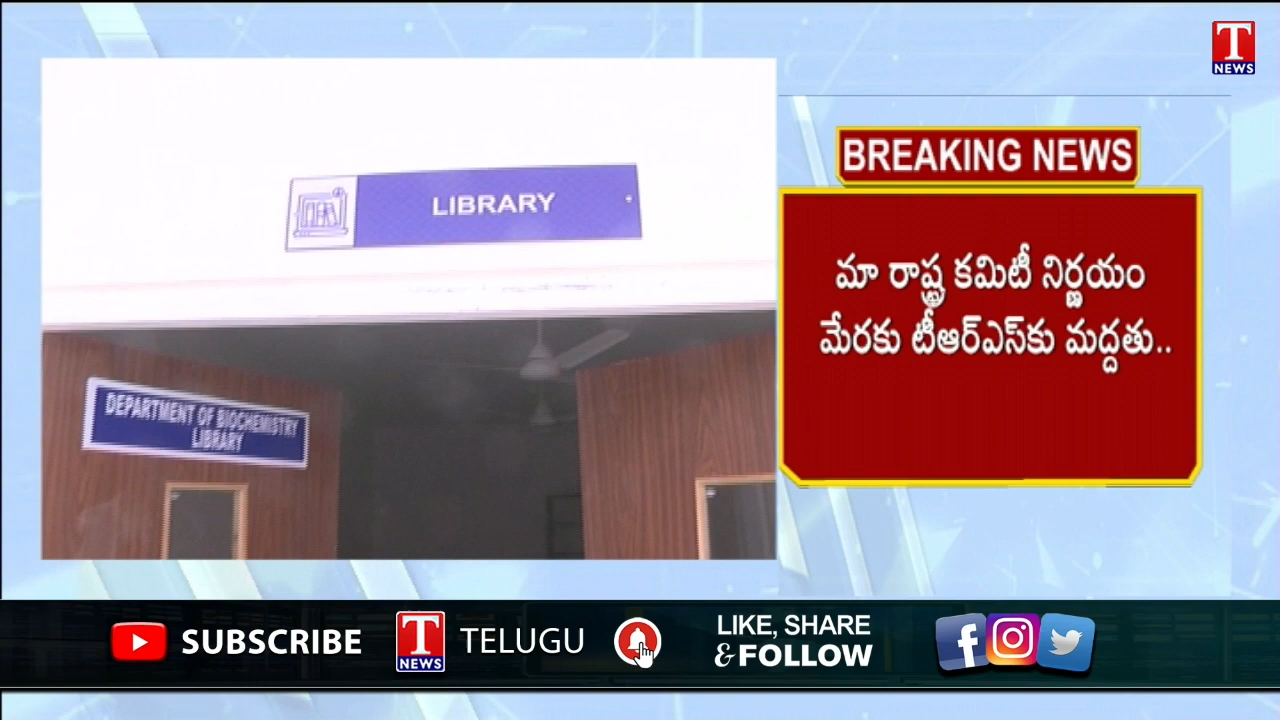 T
NEWS
BREAKING NEWS
మా రాష్ట్ర కమిటీ నిర్ణయం
మేరకు టీఆర్ఎస్‌కు మద్దతు..
LIBRARY
DEPARTMENT OF BIOCHEMISTRY
LIBRARY
SUBSCRIBE
T
NEWS
TELUGU
LIKE, SHARE
& FOLLOW